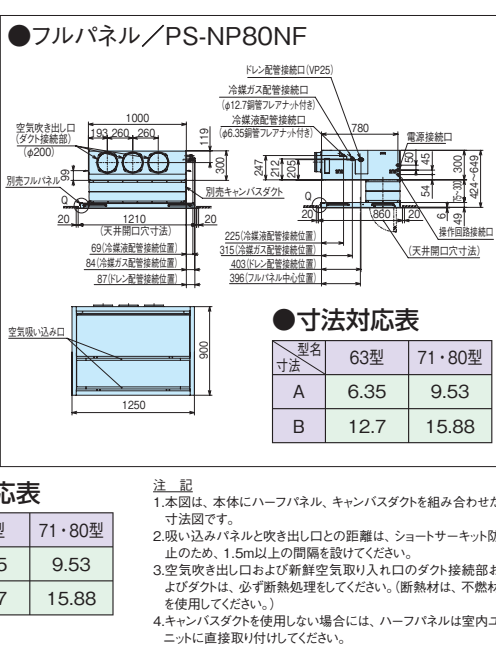 ●フルパネル／PS-NP80NF
ドレン配管接続口(VP25)
冷媒ガス配管接続口
(φ12.7銅管フレアナット付き)
冷媒液配管接続口
(φ6.35銅管フレアナット付き)
空気吹き出し口
(ダクト接続部)
(φ200)
別売フルパネル
別売キャンバスダクト
1000
193 260 260
119
300
99
Q
20
1210
20
(天井開口穴寸法)
69(冷媒液配管接続位置)
84(冷媒ガス配管接続位置)
87(ドレン配管接続位置)
780
電源接続口
247
212
205
50
45
54
300
75~300
424~649
Q
20
860
20
6
49
操作回路接続口
(天井開口穴寸法)
225(冷媒液配管接続位置)
315(冷媒ガス配管接続位置)
403(ドレン配管接続位置)
396(フルパネル中心位置)
空気吸い込み口
900
1250
●寸法対応表
型名
寸法
63型
71・80型
A 6.35 9.53
B 12.7 15.88
応表
型 71・80型
5 9.53
7 15.88
注 記
1.本図は、本体にハーフパネル、キャンバスダクトを組み合わせた
寸法図です。
2.吸い込みパネルと吹き出し口との距離は、ショートサーキット防
止のため、1.5m以上の間隔を設けてください。
3.空気吹き出し口および新鮮空気取り入れ口のダクト接続部お
よびダクトは、必ず断熱処理をしてください。(断熱材は、不燃材
を使用してください。)
4.キャンバスダクトを使用しない場合には、ハーフパネルは室内ユ
ニットに直接取り付けしてください。